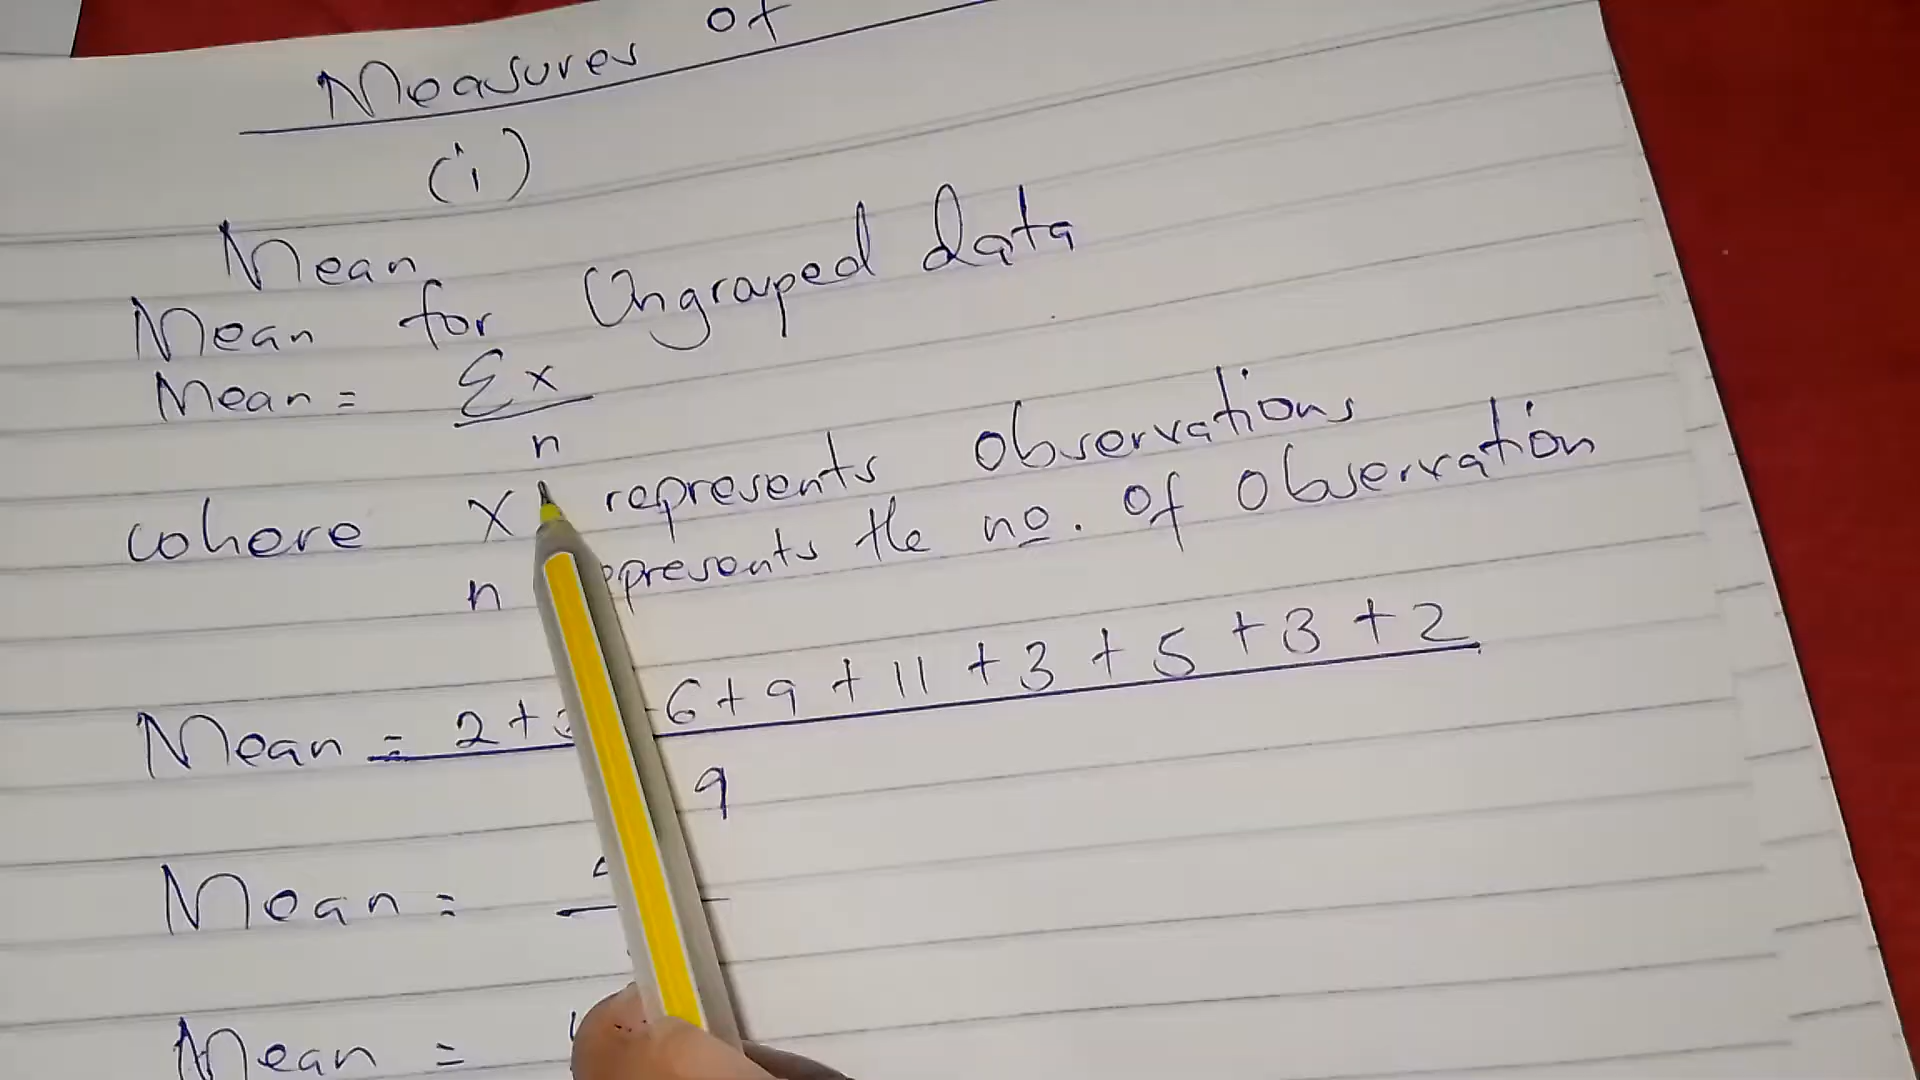 Measures of
(i)
Mean
Mean for Ungrouped data
Mean = Σx
n
where x represents observations
n represents the no. of observation
Mean = 2 + 6 + 9 + 11 + 3 + 5 + 3 + 2
9
Mean =
Mean =